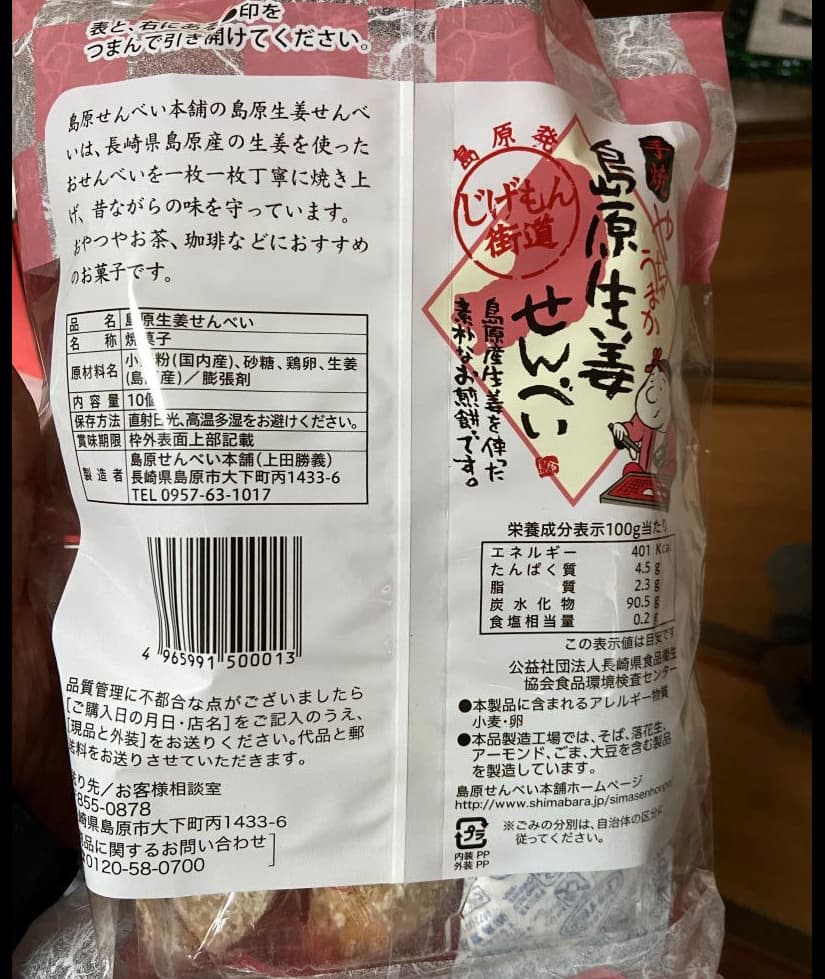 表と、右にある 印を
つまんで引き開けてください。
島原せんべい本舗の島原生姜せんべ
いは、長崎県島原産の生姜を使った
おせんべいを一枚一枚丁寧に焼き上
げ、昔ながらの味を守っています。
おやつやお茶、珈琲などにおすすめ
のお菓子です。
品 名 島原生姜せんべい
名 称 焼菓子
原材料名 小麦粉(国内産)、砂糖、鶏卵、生姜
(島原産)／膨張剤
内容量 10個
保存方法 直射日光、高温多湿をお避けください。
賞味期限 枠外表面上部記載
製造者 島原せんべい本舗(上田勝義)
長崎県島原市大下町丙1433-6
TEL 0957-63-1017
4 965991 500013
品質管理に不都合な点がございましたら
[ご購入日の月日・店名]をご記入のうえ、
[現品と外装]をお送りください。代品と郵
送料をお送りさせていただきます。
送り先／お客様相談室
855-0878
長崎県島原市大下町丙1433-6
商品に関するお問い合わせ
0120-58-0700
島原発
じげもん
街道
手焼
やっぱうまか
島原生姜
せんべい
島原産生姜を使った
素朴なお煎餅です。
栄養成分表示100g当たり
エネルギー 401 Kcal
たんぱく質 4.5 g
脂質 2.3 g
炭水化物 90.5 g
食塩相当量 0.2 g
この表示値は目安です
公益社団法人長崎県食品衛生
協会食品環境検査センター
●本製品に含まれるアレルギー物質
小麦・卵
●本品製造工場では、そば、落花生、
アーモンド、ごま、大豆を含む製品
を製造しています。
島原せんべい本舗ホームページ
http://www.shimabara.jp/simasenhonpo/
プラ
内装 PP
外装 PP
※ごみの分別は、自治体の区分に
従ってください。